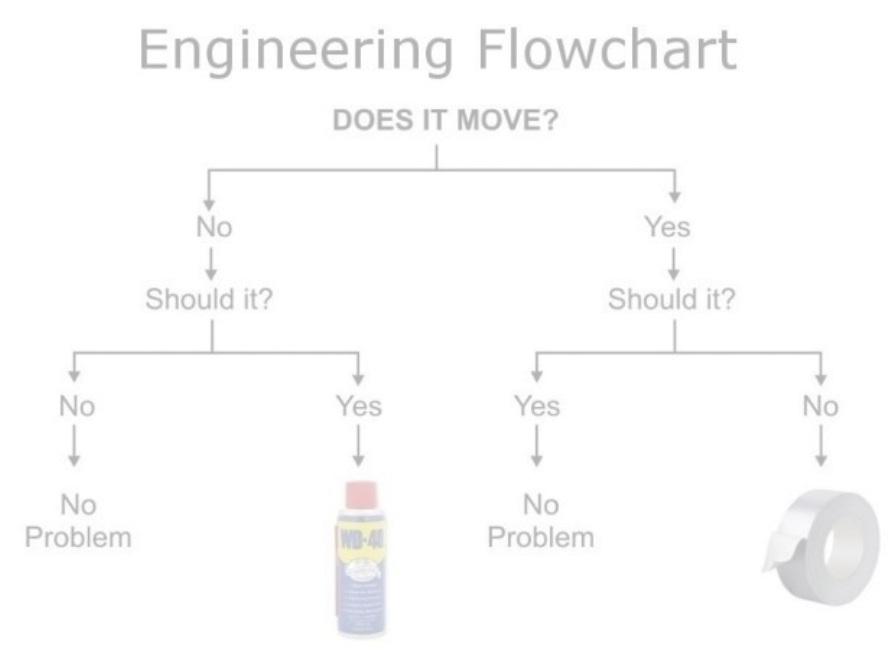 Engineering Flowchart
DOES IT MOVE?
No
Yes
Should it?
Should it?
No
Yes
Yes
No
No
Problem
No
Problem
WD-40